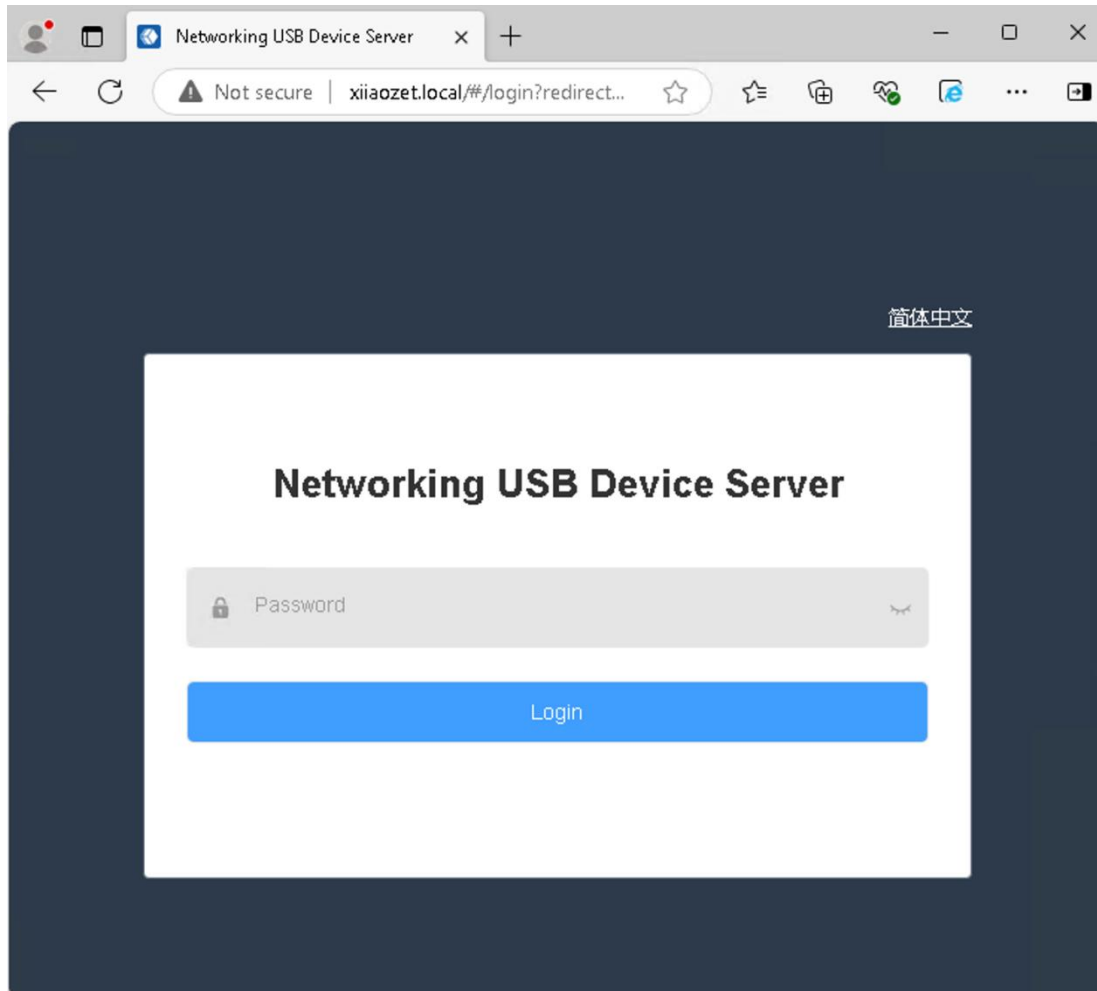 Networking USB Device Server
Not secure | xiiaozet.local/#/login?redirect...
简体中文
Networking USB Device Server
Password
Login